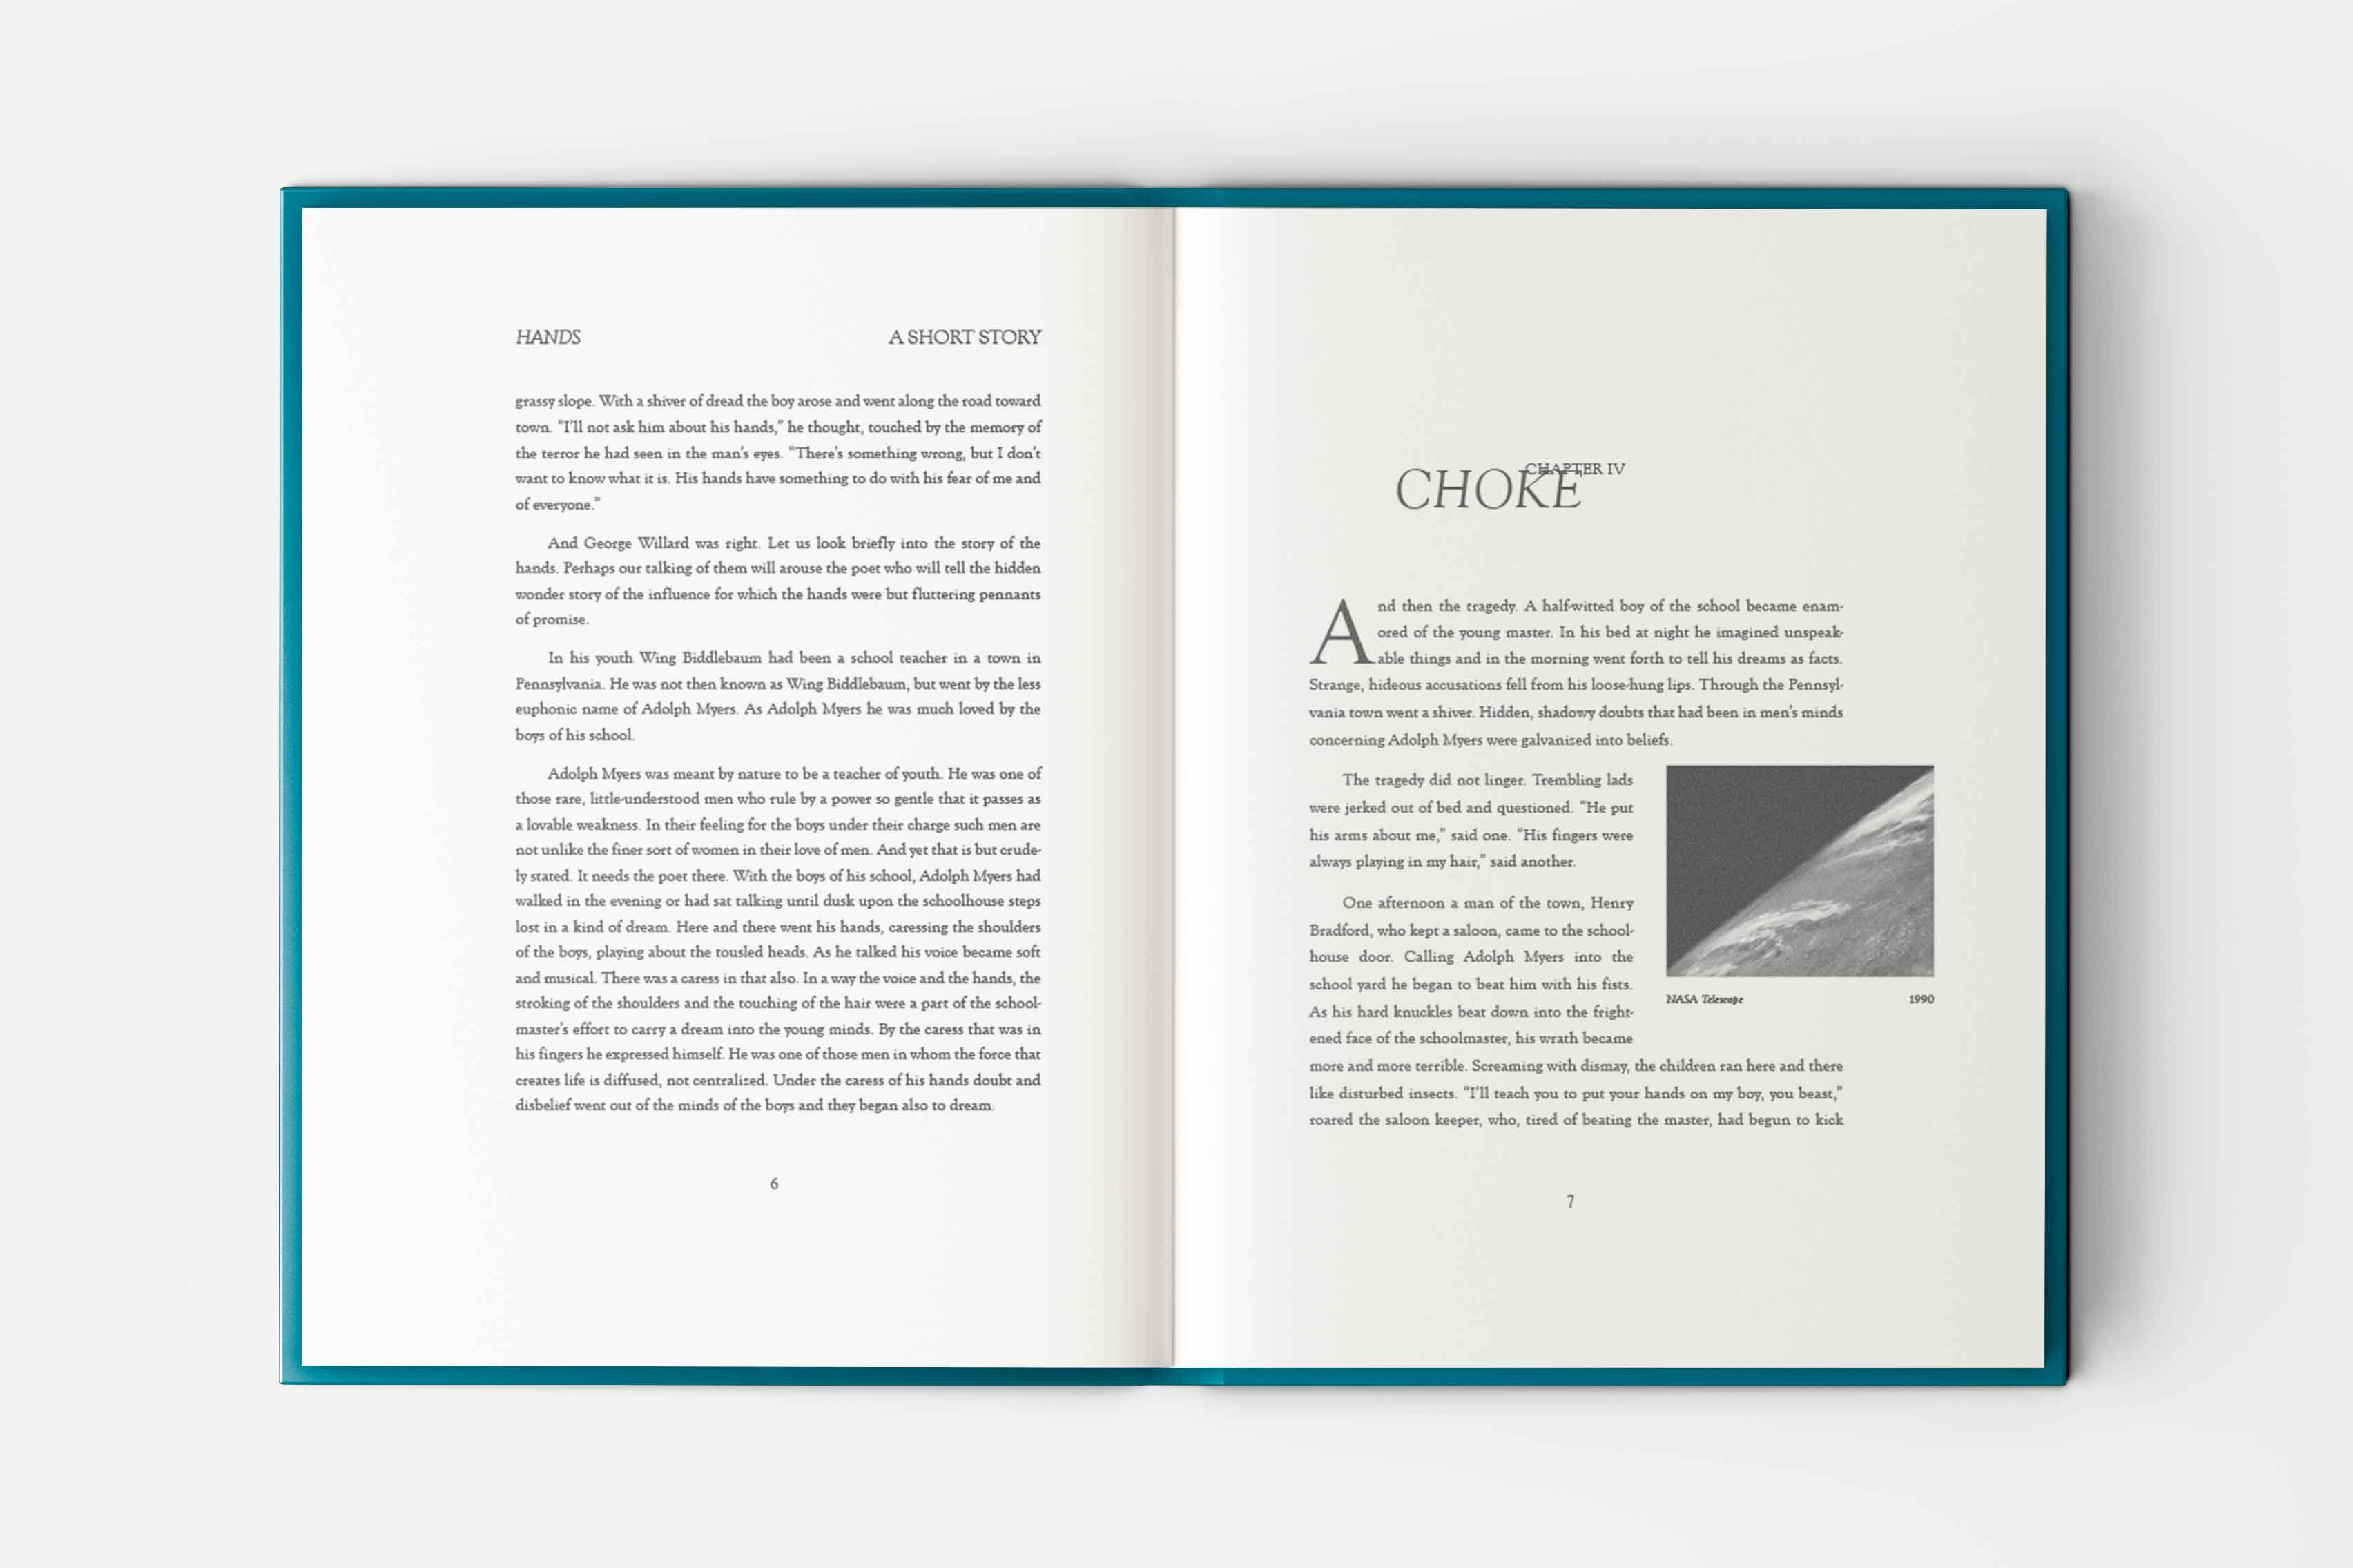 HANDS A SHORT STORY
grassy slope. With a shiver of dread the boy arose and went along the road toward
town. “I’ll not ask him about his hands,” he thought, touched by the memory of
the terror he had seen in the man’s eyes. “There’s something wrong, but I don’t
want to know what it is. His hands have something to do with his fear of me and
of everyone.”
And George Willard was right. Let us look briefly into the story of the
hands. Perhaps our talking of them will arouse the poet who will tell the hidden
wonder story of the influence for which the hands were but fluttering pennants
of promise.
In his youth Wing Biddlebaum had been a school teacher in a town in
Pennsylvania. He was not then known as Wing Biddlebaum, but went by the less
euphonic name of Adolph Myers. As Adolph Myers he was much loved by the
boys of his school.
Adolph Myers was meant by nature to be a teacher of youth. He was one of
those rare, little-understood men who rule by a power so gentle that it passes as
a lovable weakness. In their feeling for the boys under their charge such men are
not unlike the finer sort of women in their love of men. And yet that is but crude-
ly stated. It needs the poet there. With the boys of his school, Adolph Myers had
walked in the evening or had sat talking until dusk upon the schoolhouse steps
lost in a kind of dream. Here and there went his hands, caressing the shoulders
of the boys, playing about the tousled heads. As he talked his voice became soft
and musical. There was a caress in that also. In a way the voice and the hands, the
stroking of the shoulders and the touching of the hair were a part of the school-
master’s effort to carry a dream into the young minds. By the caress that was in
his fingers he expressed himself. He was one of those men in whom the force that
creates life is diffused, not centralized. Under the caress of his hands doubt and
disbelief went out of the minds of the boys and they began also to dream.
6
CHAPTER IV
CHOKE
And then the tragedy. A half-witted boy of the school became enam-
ored of the young master. In his bed at night he imagined unspeak-
able things and in the morning went forth to tell his dreams as facts.
Strange, hideous accusations fell from his loose-hung lips. Through the Pennsyl-
vania town went a shiver. Hidden, shadowy doubts that had been in men’s minds
concerning Adolph Myers were galvanized into beliefs.
The tragedy did not linger. Trembling lads
were jerked out of bed and questioned. “He put
his arms about me,” said one. “His fingers were
always playing in my hair,” said another.
One afternoon a man of the town, Henry
Bradford, who kept a saloon, came to the school-
house door. Calling Adolph Myers into the
school yard he began to beat him with his fists.
As his hard knuckles beat down into the fright-
ened face of the schoolmaster, his wrath became
more and more terrible. Screaming with dismay, the children ran here and there
like disturbed insects. “I’ll teach you to put your hands on my boy, you beast,”
roared the saloon keeper, who, tired of beating the master, had begun to kick
NASA Telescope 1990
7